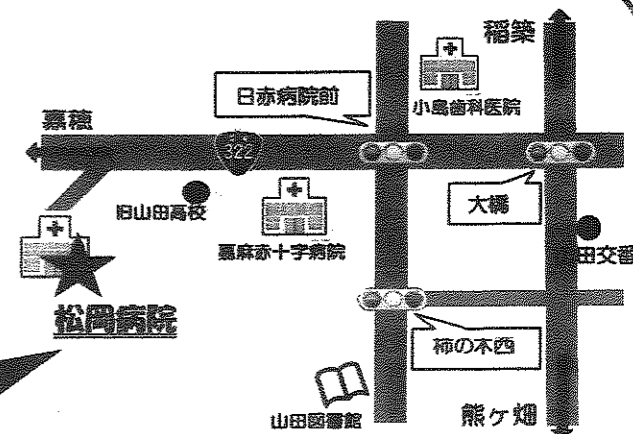 稲築
日赤病院前
小島歯科医院
嘉穂
322
大橋
旧山田高校
嘉麻赤十字病院
田交番
松岡病院
柿の木西
山田図書館
熊ヶ畑